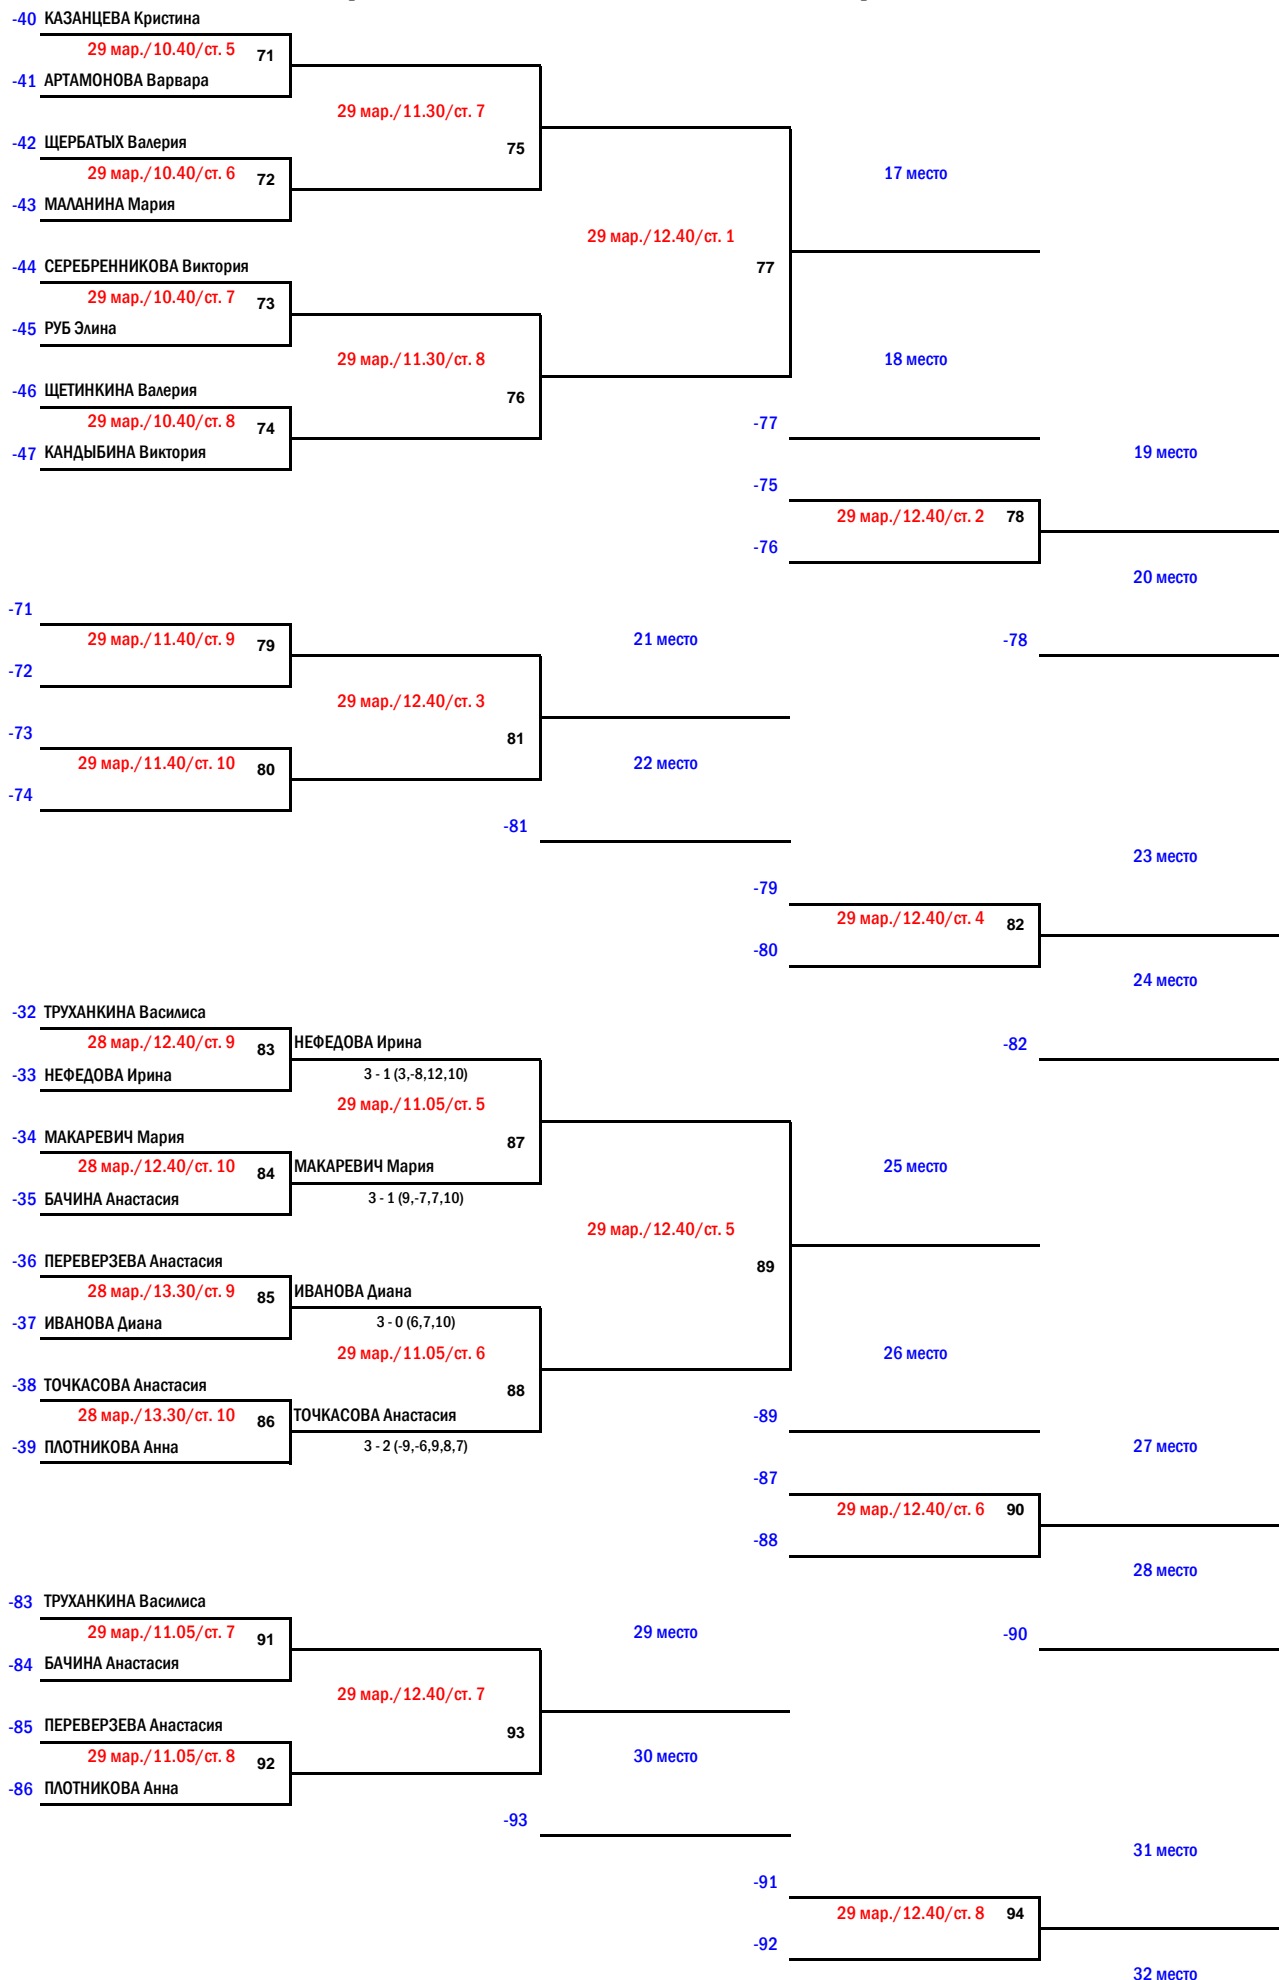 -40 КАЗАНЦЕВА Кристина
29 мар./10.40/ст. 5 71
-41 АРТАМОНОВА Варвара
29 мар./11.30/ст. 7
-42 ЩЕРБАТЫХ Валерия
75
29 мар./10.40/ст. 6 72
17 место
-43 МАЛАНИНА Мария
29 мар./12.40/ст. 1
-44 СЕРЕБРЕННИКОВА Виктория
77
29 мар./10.40/ст. 7 73
-45 РУБ Элина
29 мар./11.30/ст. 8
18 место
-46 ЩЕТИНКИНА Валерия
76
29 мар./10.40/ст. 8 74
-77
-47 КАНДЫБИНА Виктория
19 место
-75
29 мар./12.40/ст. 2 78
-76
20 место
-71
29 мар./11.40/ст. 9 79
21 место
-78
-72
29 мар./12.40/ст. 3
-73
81
29 мар./11.40/ст. 10 80
22 место
-74
-81
23 место
-79
29 мар./12.40/ст. 4 82
-80
24 место
-32 ТРУХАНКИНА Василиса
28 мар./12.40/ст. 9 83 НЕФЕДОВА Ирина
-82
-33 НЕФЕДОВА Ирина
3 - 1 (3,-8,12,10)
29 мар./11.05/ст. 5
-34 МАКАРЕВИЧ Мария
87
28 мар./12.40/ст. 10 84 МАКАРЕВИЧ Мария
25 место
-35 БАЧИНА Анастасия
3 - 1 (9,-7,7,10)
29 мар./12.40/ст. 5
-36 ПЕРЕВЕРЗЕВА Анастасия
89
28 мар./13.30/ст. 9 85 ИВАНОВА Диана
-37 ИВАНОВА Диана
3 - 0 (6,7,10)
29 мар./11.05/ст. 6
26 место
-38 ТОЧКАСОВА Анастасия
88
28 мар./13.30/ст. 10 86 ТОЧКАСОВА Анастасия
-89
-39 ПЛОТНИКОВА Анна
3 - 2 (-9,-6,9,8,7)
27 место
-87
29 мар./12.40/ст. 6 90
-88
28 место
-83 ТРУХАНКИНА Василиса
29 мар./11.05/ст. 7 91
29 место
-90
-84 БАЧИНА Анастасия
29 мар./12.40/ст. 7
-85 ПЕРЕВЕРЗЕВА Анастасия
93
29 мар./11.05/ст. 8 92
30 место
-86 ПЛОТНИКОВА Анна
-93
31 место
-91
29 мар./12.40/ст. 8 94
-92
32 место